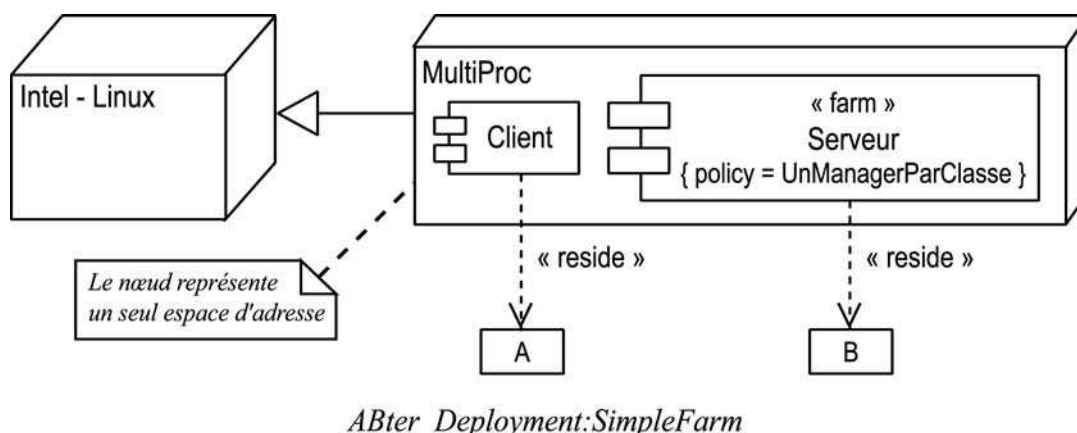 Intel - Linux
MultiProc
Client
« farm »
Serveur
{ policy = UnManagerParClasse }
« reside »
« reside »
Le nœud représente
un seul espace d'adresse
A
B
ABter Deployment:SimpleFarm